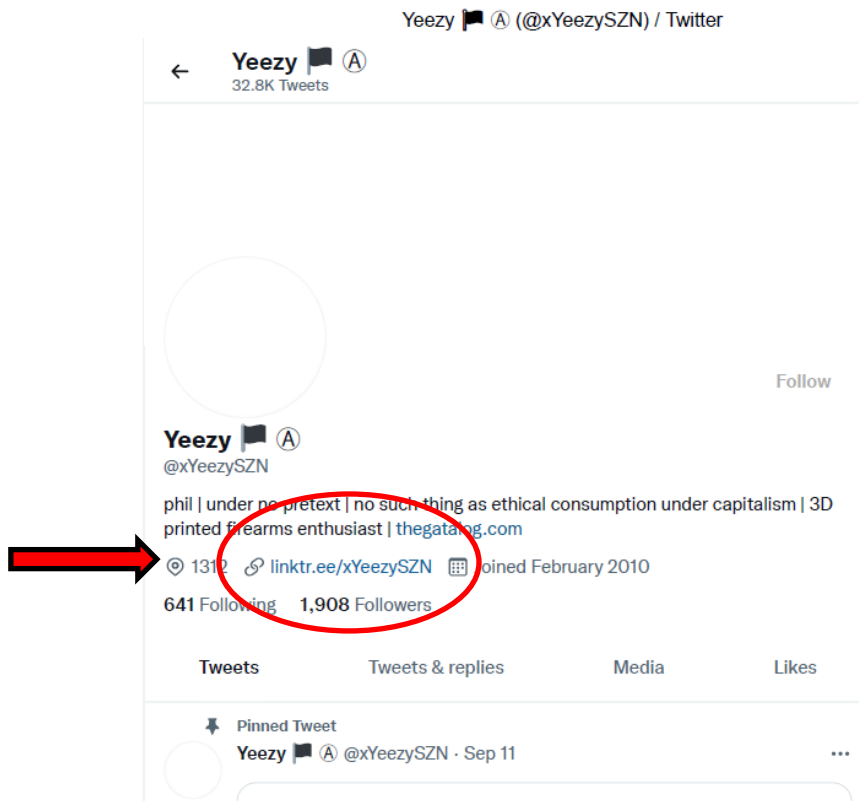 Yeezy 🏴 Ⓐ (@xYeezySZN) / Twitter
Yeezy 🏴 Ⓐ
32.8K Tweets
Follow
Yeezy 🏴 Ⓐ
@xYeezySZN
phil | under no pretext | no such thing as ethical consumption under capitalism | 3D
printed firearms enthusiast | thegatalog.com
1312 linktr.ee/xYeezySZN Joined February 2010
641 Following 1,908 Followers
Tweets Tweets & replies Media Likes
Pinned Tweet
Yeezy 🏴 Ⓐ @xYeezySZN · Sep 11